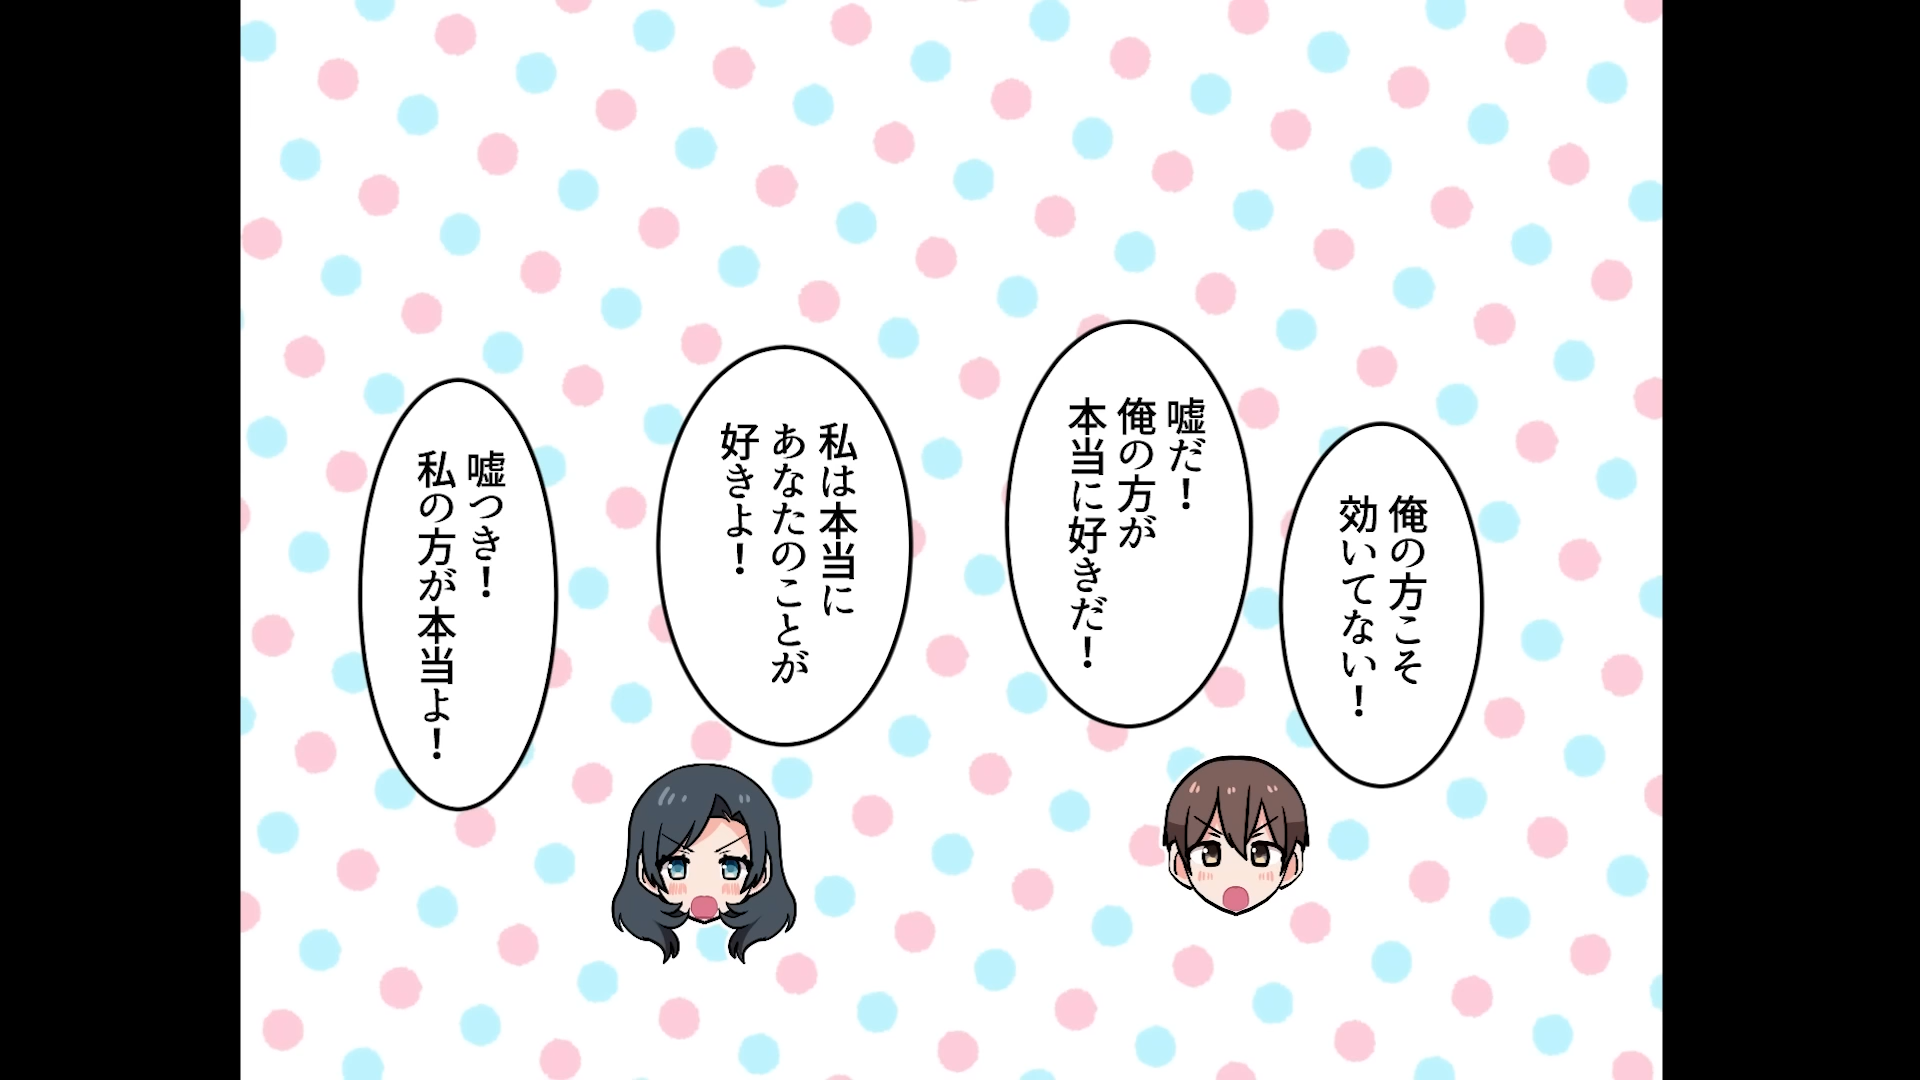 俺の方こそ
効いてない！
嘘だ！
俺の方が
本当に好きだ！
私は本当に
あなたのことが
好きよ！
嘘つき！
私の方が本当よ！